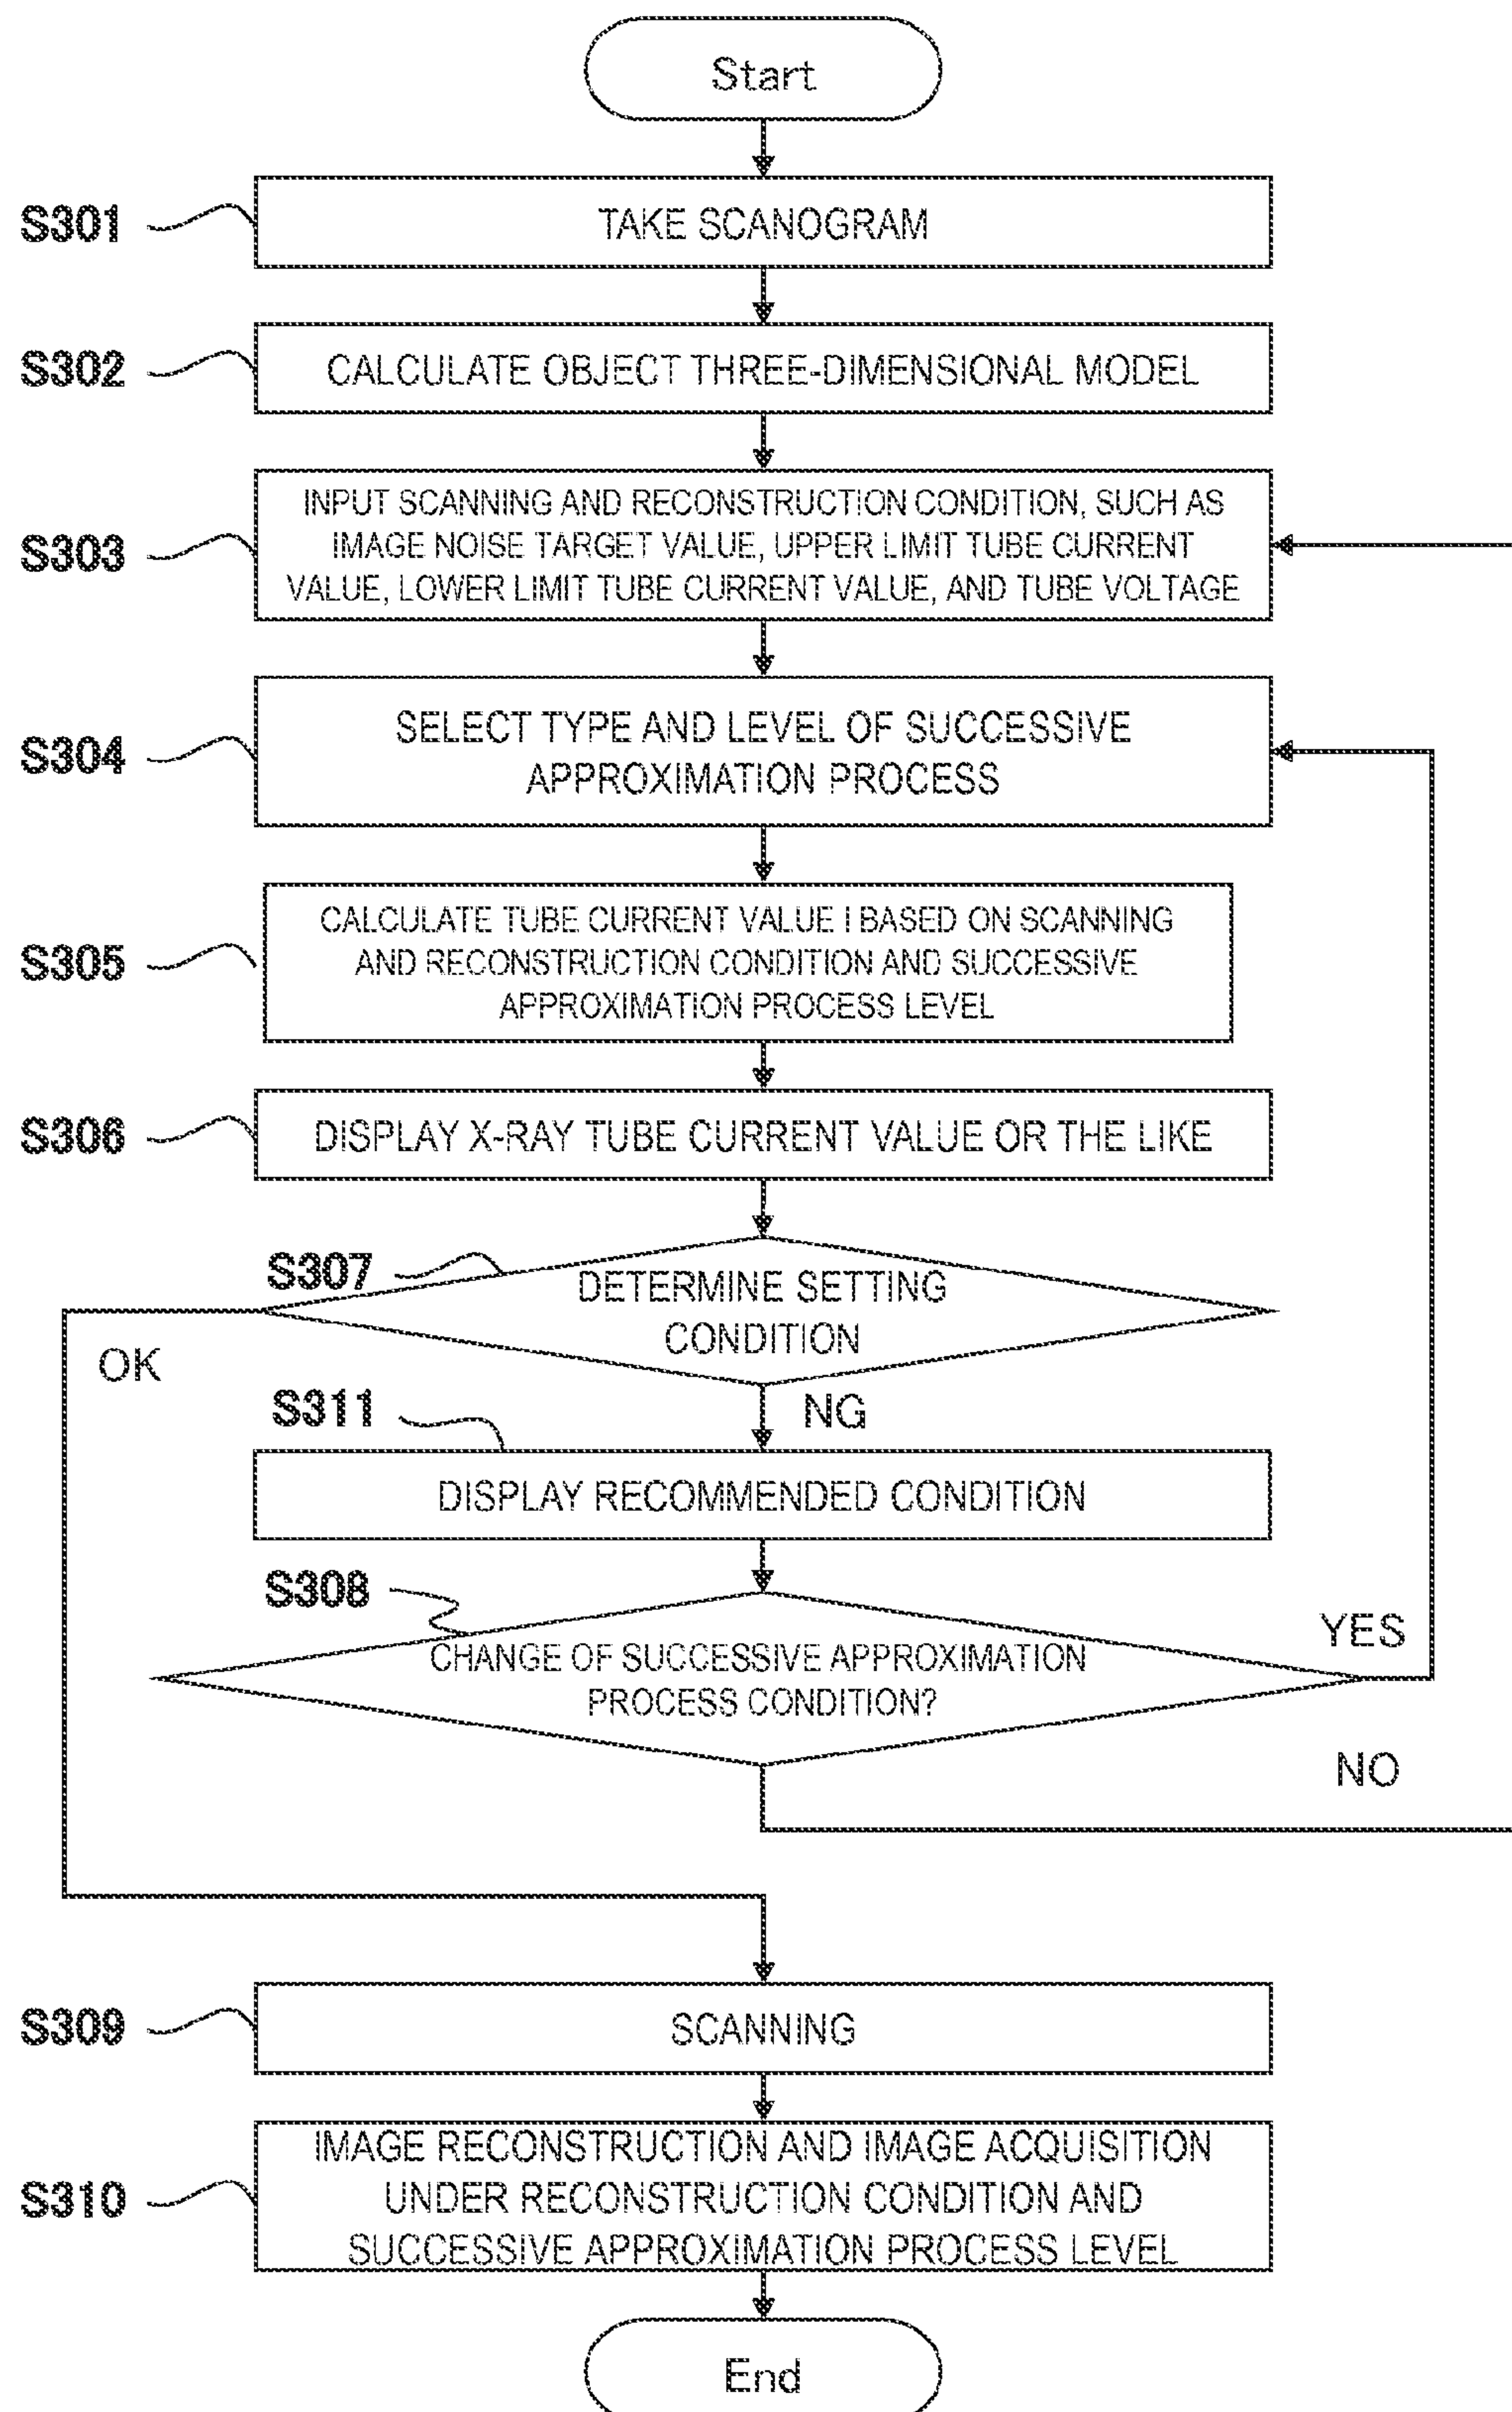 Start
S301
TAKE SCANOGRAM
S302
CALCULATE OBJECT THREE-DIMENSIONAL MODEL
S303
INPUT SCANNING AND RECONSTRUCTION CONDITION, SUCH AS
IMAGE NOISE TARGET VALUE, UPPER LIMIT TUBE CURRENT
VALUE, LOWER LIMIT TUBE CURRENT VALUE, AND TUBE VOLTAGE
S304
SELECT TYPE AND LEVEL OF SUCCESSIVE
APPROXIMATION PROCESS
S305
CALCULATE TUBE CURRENT VALUE I BASED ON SCANNING
AND RECONSTRUCTION CONDITION AND SUCCESSIVE
APPROXIMATION PROCESS LEVEL
S306
DISPLAY X-RAY TUBE CURRENT VALUE OR THE LIKE
S307
DETERMINE SETTING
CONDITION
OK
NG
S311
DISPLAY RECOMMENDED CONDITION
S308
CHANGE OF SUCCESSIVE APPROXIMATION
PROCESS CONDITION?
YES
NO
S309
SCANNING
S310
IMAGE RECONSTRUCTION AND IMAGE ACQUISITION
UNDER RECONSTRUCTION CONDITION AND
SUCCESSIVE APPROXIMATION PROCESS LEVEL
End